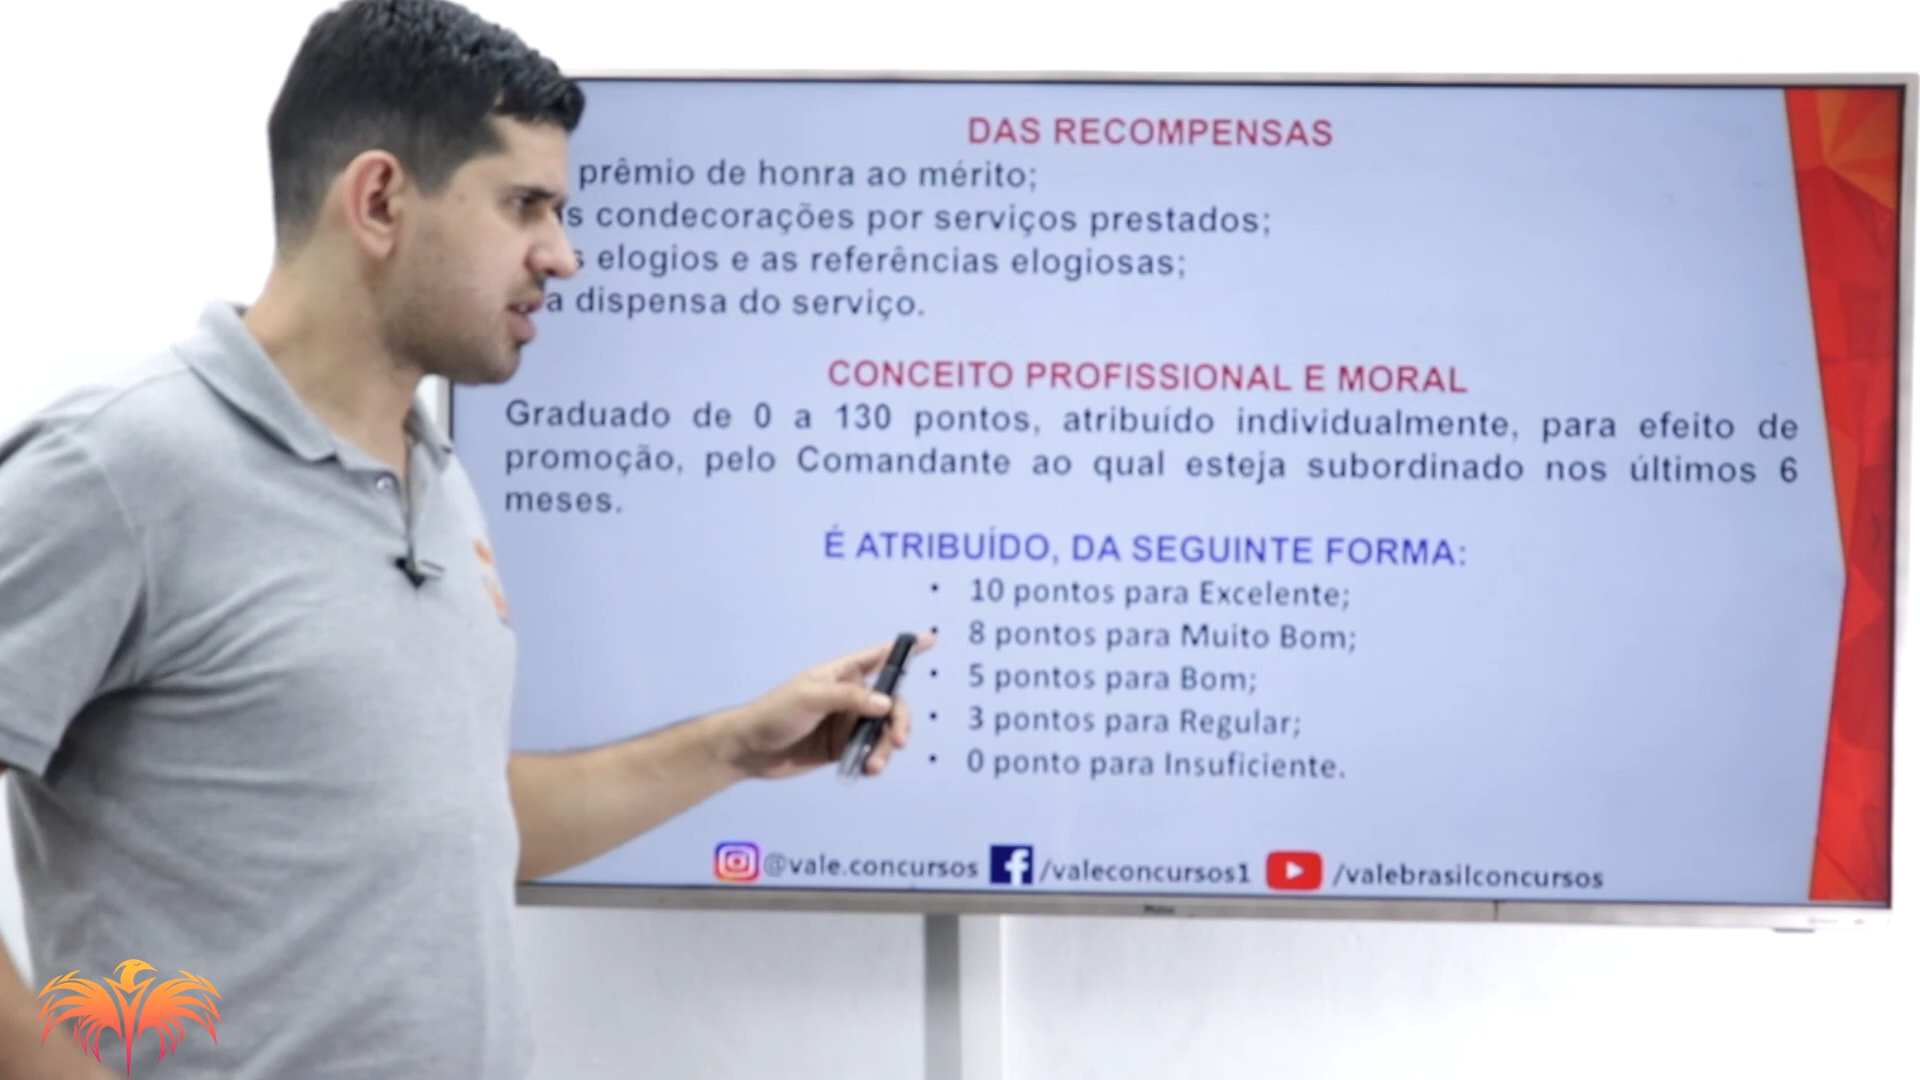 DAS RECOMPENSAS
prêmio de honra ao mérito;
s condecorações por serviços prestados;
s elogios e as referências elogiosas;
a dispensa do serviço.
CONCEITO PROFISSIONAL E MORAL
Graduado de 0 a 130 pontos, atribuído individualmente, para efeito de
promoção, pelo Comandante ao qual esteja subordinado nos últimos 6
meses.
É ATRIBUÍDO, DA SEGUINTE FORMA:
• 10 pontos para Excelente;
• 8 pontos para Muito Bom;
• 5 pontos para Bom;
• 3 pontos para Regular;
• 0 ponto para Insuficiente.
@vale.concursos /valeconcursos1 /valebrasilconcursos